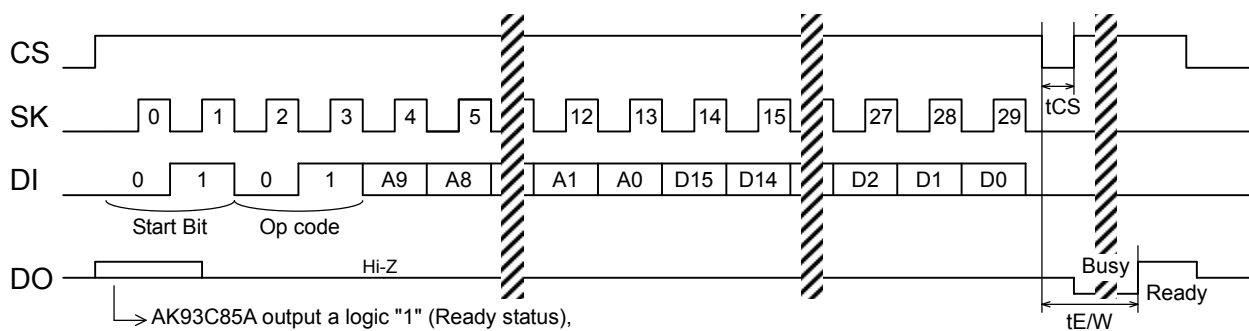 CS
tCS
SK 0 1 2 3 4 5 12 13 14 15 27 28 29
DI 0 1 0 1 A9 A8 A1 A0 D15 D14 D2 D1 D0
Start Bit Op code
Hi-Z
DO Busy Ready
AK93C85A output a logic "1" (Ready status),
tE/W